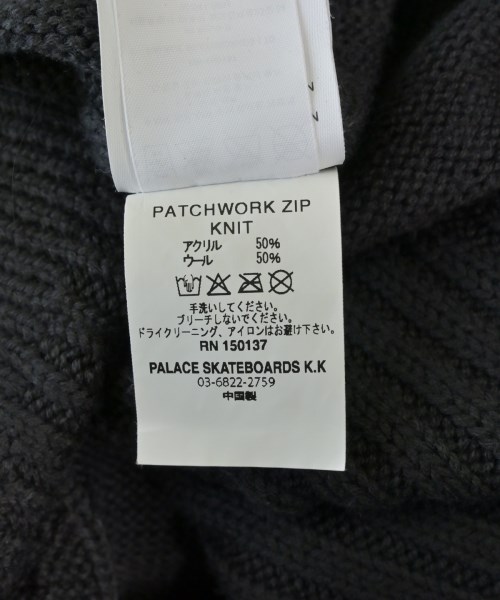 PATCHWORK ZIP
KNIT
アクリル 50%
ウール 50%
手洗いしてください。
ブリーチしないでください。
ドライクリーニング、アイロンはお避け下さい。
RN 150137
PALACE SKATEBOARDS K.K
03-6822-2759
中国製